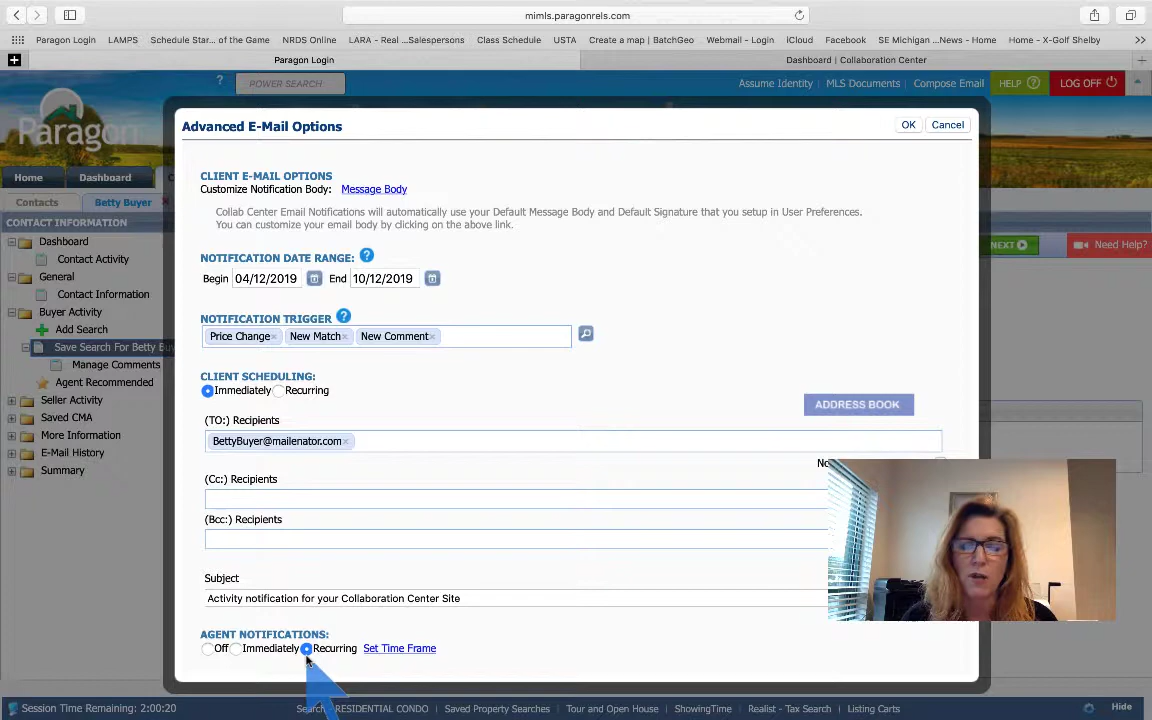 mimls.paragonrels.com
Paragon Login LAMPS Schedule Star... of the Game NRDS Online LARA - Real ...Salespersons Class Schedule USTA Create a map | BatchGeo Webmail - Login iCloud Facebook SE Michigan ...News - Home Home - X-Golf Shelby >>
Paragon Login Dashboard | Collaboration Center
? POWER SEARCH Assume Identity MLS Documents Compose Email HELP ? LOG OFF
Paragon
Advanced E-Mail Options OK Cancel
Home Dashboard
Contacts Betty Buyer x
CONTACT INFORMATION
Dashboard
Contact Activity
General
Contact Information
Buyer Activity
Add Search
Save Search For Betty Buy
Manage Comments
Agent Recommended
Seller Activity
Saved CMA
More Information
E-Mail History
Summary
NEXT Need Help?
CLIENT E-MAIL OPTIONS
Customize Notification Body: Message Body
Collab Center Email Notifications will automatically use your Default Message Body and Default Signature that you setup in User Preferences.
You can customize your email body by clicking on the above link.
NOTIFICATION DATE RANGE: ?
Begin 04/12/2019 End 10/12/2019
NOTIFICATION TRIGGER ?
Price Change× New Match× New Comment×
CLIENT SCHEDULING:
Immediately Recurring
ADDRESS BOOK
(TO:) Recipients
BettyBuyer@mailenator.com×
(Cc:) Recipients
(Bcc:) Recipients
Subject
Activity notification for your Collaboration Center Site
AGENT NOTIFICATIONS:
Off Immediately Recurring Set Time Frame
Session Time Remaining: 2:00:20 Search - RESIDENTIAL CONDO Saved Property Searches Tour and Open House ShowingTime Realist - Tax Search Listing Carts Hide